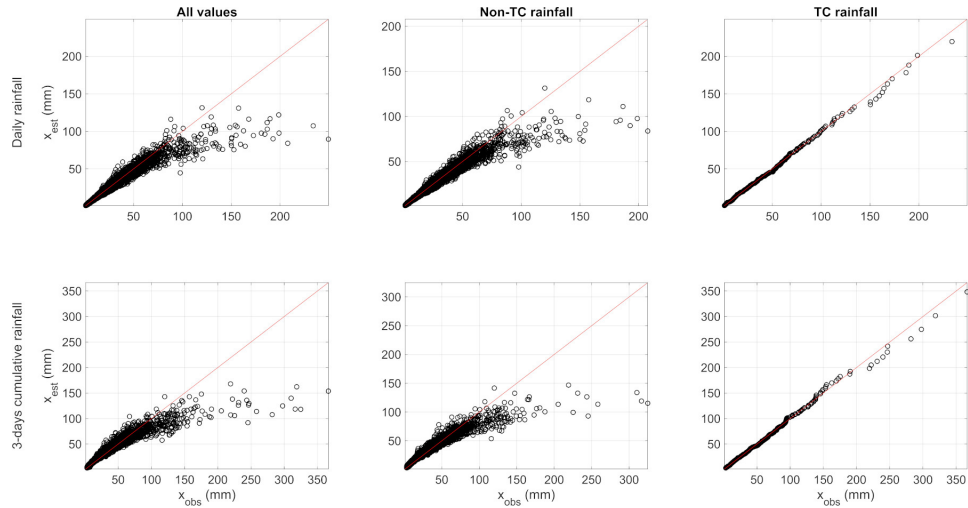 All values
Non-TC rainfall
TC rainfall
Daily rainfall
x_est (mm)
200
150
100
50
50 100 150 200
200
150
100
50
50 100 150 200
200
150
100
50
50 100 150 200
3-days cumulative rainfall
x_est (mm)
350
300
250
200
150
100
50
50 100 150 200 250 300 350
x_obs (mm)
300
250
200
150
100
50
50 100 150 200 250 300
x_obs (mm)
350
300
250
200
150
100
50
50 100 150 200 250 300 350
x_obs (mm)